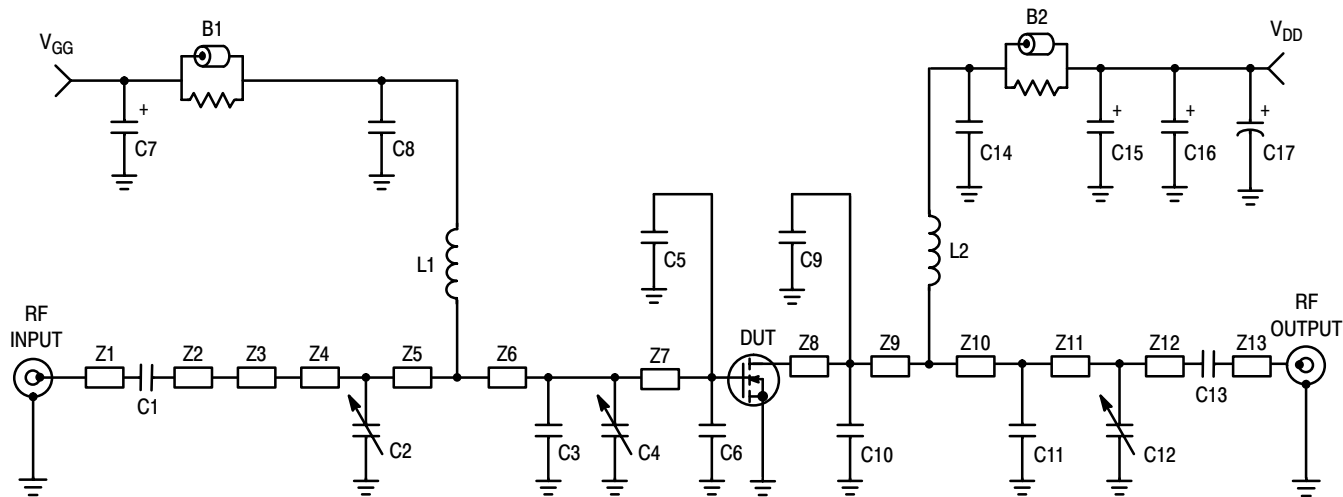 B1
B2
V_GG
V_DD
+
C7
C8
C14
+
C15
+
C16
+
C17
L1
C5
C9
L2
RF
INPUT
RF
OUTPUT
DUT
Z1
Z2
Z3
Z4
Z5
Z6
Z7
Z8
Z9
Z10
Z11
Z12
Z13
C1
C13
C2
C3
C4
C6
C10
C11
C12